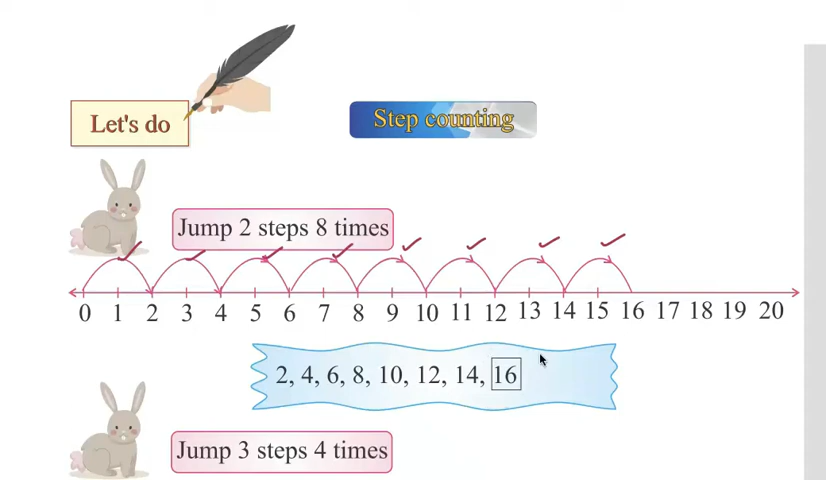 Let's do
Step counting
Jump 2 steps 8 times
0 1 2 3 4 5 6 7 8 9 10 11 12 13 14 15 16 17 18 19 20
2, 4, 6, 8, 10, 12, 14, 16
Jump 3 steps 4 times